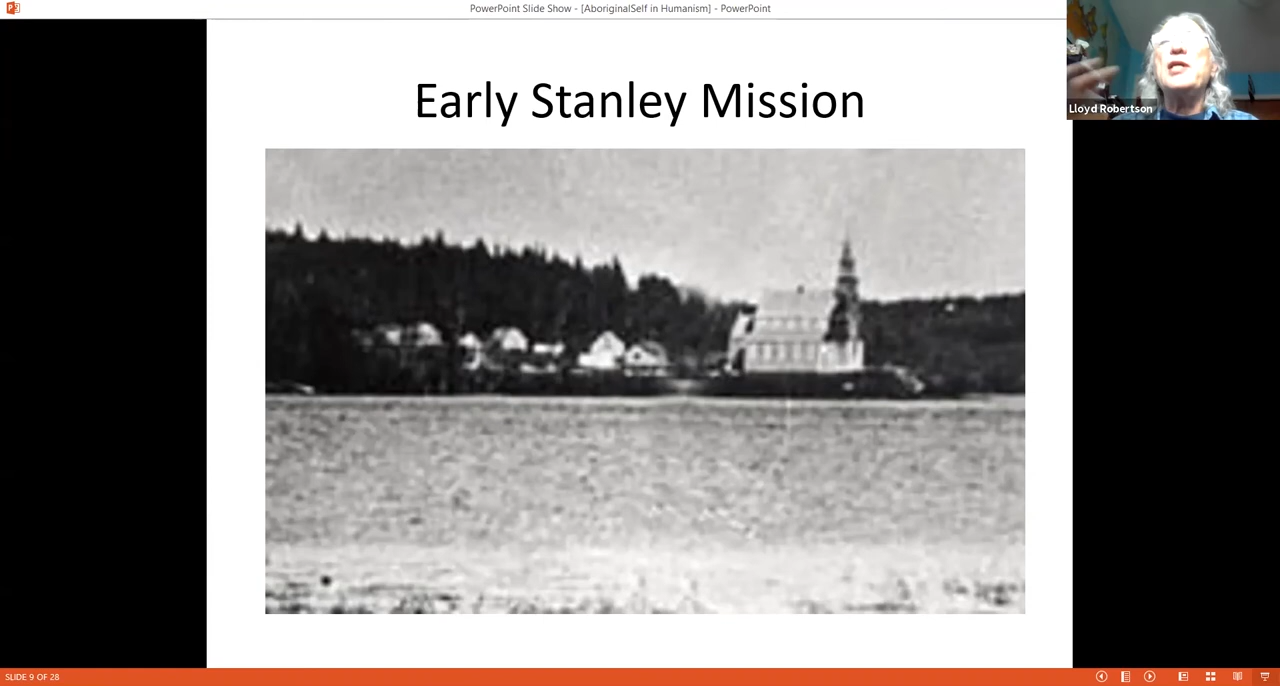 PowerPoint Slide Show - [AboriginalSelf in Humanism] - PowerPoint
Early Stanley Mission
Lloyd Robertson
SLIDE 9 OF 28